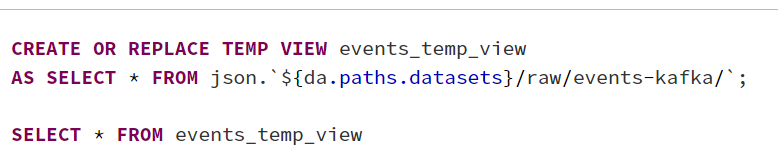 CREATE OR REPLACE TEMP VIEW events_temp_view
AS SELECT * FROM json.`${da.paths.datasets}/raw/events-kafka/`;
SELECT * FROM events_temp_view